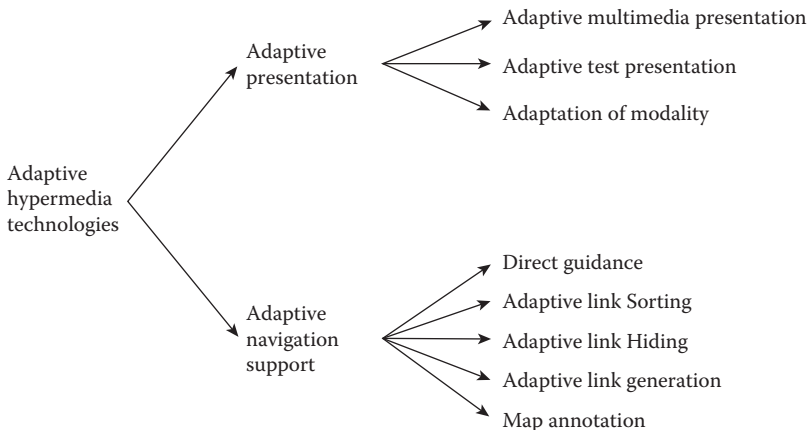 Adaptive
hypermedia
technologies
Adaptive
presentation
Adaptive multimedia presentation
Adaptive test presentation
Adaptation of modality
Adaptive
navigation
support
Direct guidance
Adaptive link Sorting
Adaptive link Hiding
Adaptive link generation
Map annotation